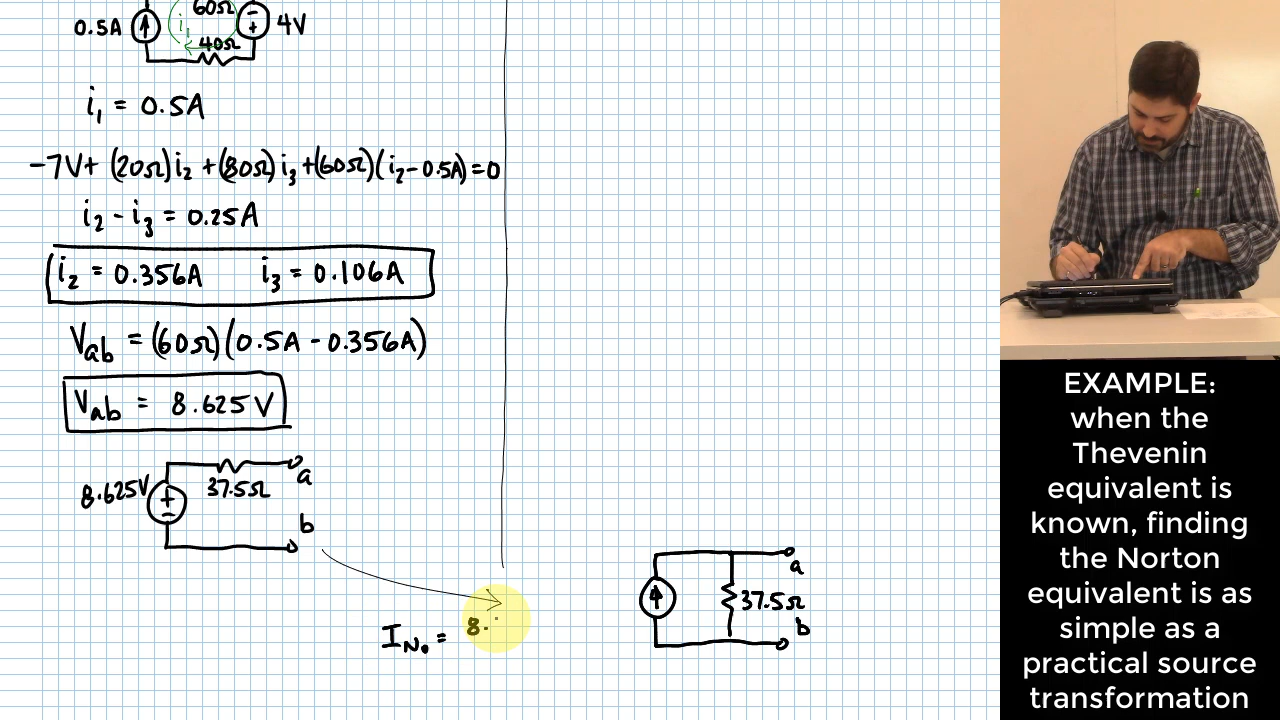 60Ω
0.5A
i₁
4V
40Ω
i₁ = 0.5A
-7V+ (20Ω)i₂ +(80Ω)i₃ +(60Ω)(i₂-0.5A)=0
i₂ - i₃ = 0.25A
i₂ = 0.356A i₃ = 0.106A
Vab = (60Ω)(0.5A - 0.356A)
Vab = 8.625V
8.625V
37.5Ω
a
b
I_N. = 8.
37.5Ω
a
b
EXAMPLE:
when the
Thevenin
equivalent is
known, finding
the Norton
equivalent is as
simple as a
practical source
transformation